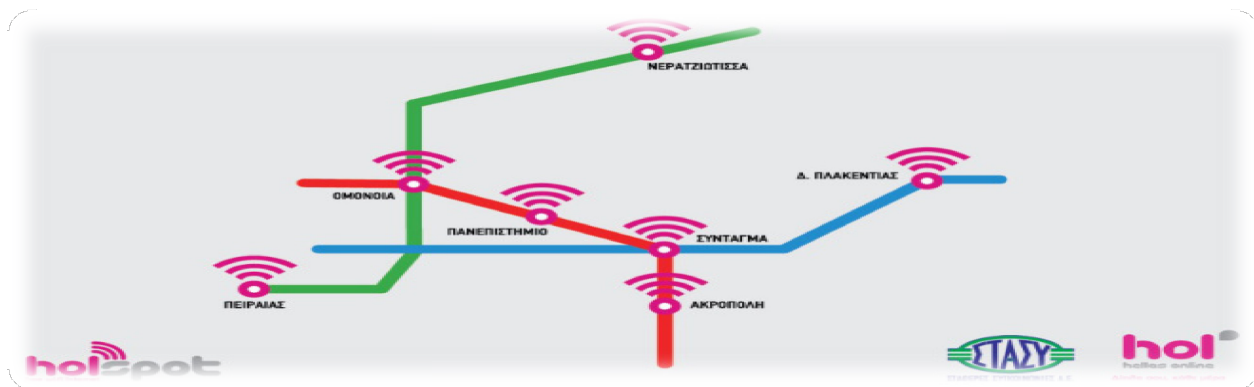 ΝΕΡΑΤΖΙΩΤΙΣΣΑ
Δ. ΠΛΑΚΕΝΤΙΑΣ
ΟΜΟΝΟΙΑ
ΠΑΝΕΠΙΣΤΗΜΙΟ
ΣΥΝΤΑΓΜΑ
ΠΕΙΡΑΙΑΣ
ΑΚΡΟΠΟΛΗ
holspot
ΣΤΑΣΥ
hol
hellas online